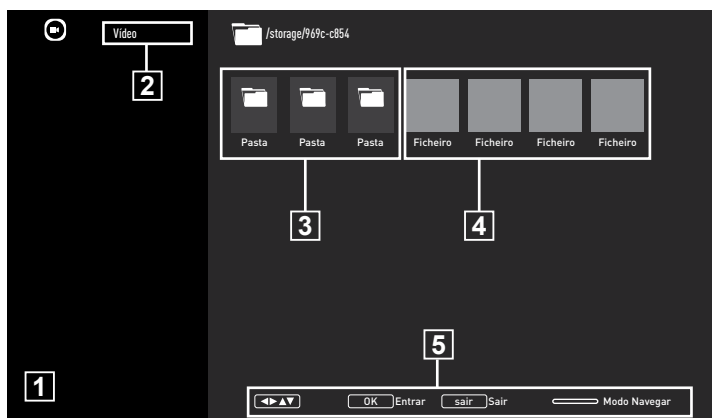 Vídeo
/storage/969c-c854
2
Pasta Pasta Pasta Ficheiro Ficheiro Ficheiro Ficheiro
3 4
5
1
◄►▲▼ OK Entrar sair Sair Modo Navegar